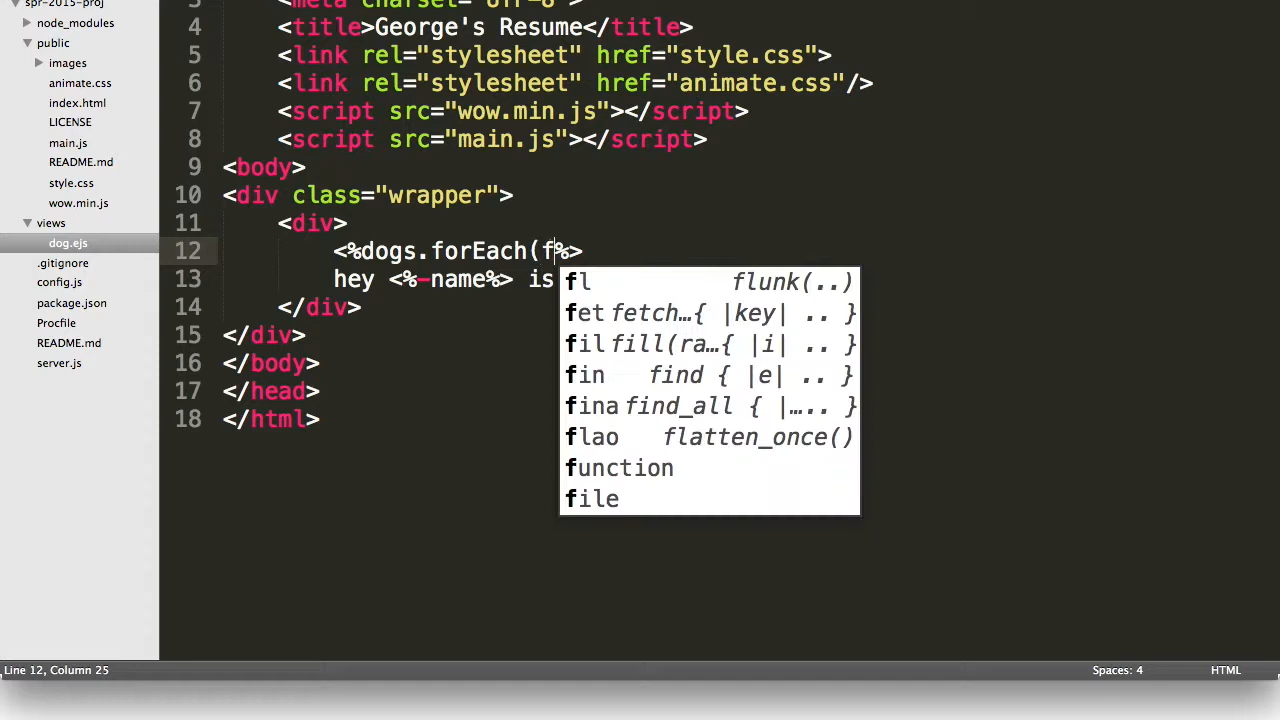 spr-2015-proj
node_modules
public
images
animate.css
index.html
LICENSE
main.js
README.md
style.css
wow.min.js
views
dog.ejs
.gitignore
config.js
package.json
Procfile
README.md
server.js
3 <meta charset="utf-8">
4 <title>George's Resume</title>
5 <link rel="stylesheet" href="style.css">
6 <link rel="stylesheet" href="animate.css"/>
7 <script src="wow.min.js"></script>
8 <script src="main.js"></script>
9 <body>
10 <div class="wrapper">
11 <div>
12 <%dogs.forEach(f%>
13 hey <%-name%> is
14 </div>
15 </div>
16 </body>
17 </head>
18 </html>
fl flunk(..)
fet fetch…{ |key| .. }
fil fill(ra…{ |i| .. }
fin find { |e| .. }
fina find_all { |….. }
flao flatten_once()
function
file
Line 12, Column 25
Spaces: 4
HTML